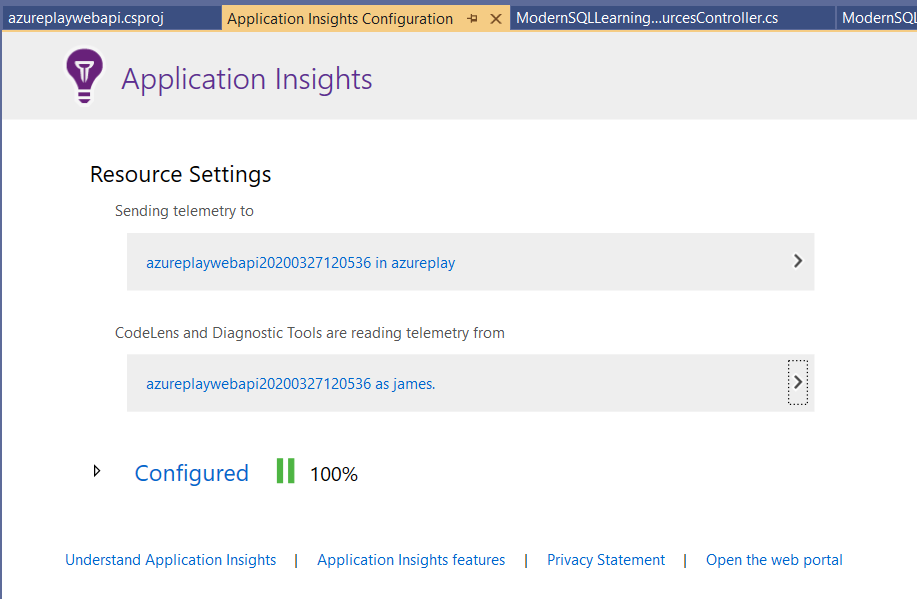 azureplaywebapi.csproj Application Insights Configuration ModernSQLLearning...urcesController.cs ModernSQL
Application Insights
Resource Settings
Sending telemetry to
azureplaywebapi20200327120536 in azureplay
CodeLens and Diagnostic Tools are reading telemetry from
azureplaywebapi20200327120536 as james.
Configured 100%
Understand Application Insights | Application Insights features | Privacy Statement | Open the web portal